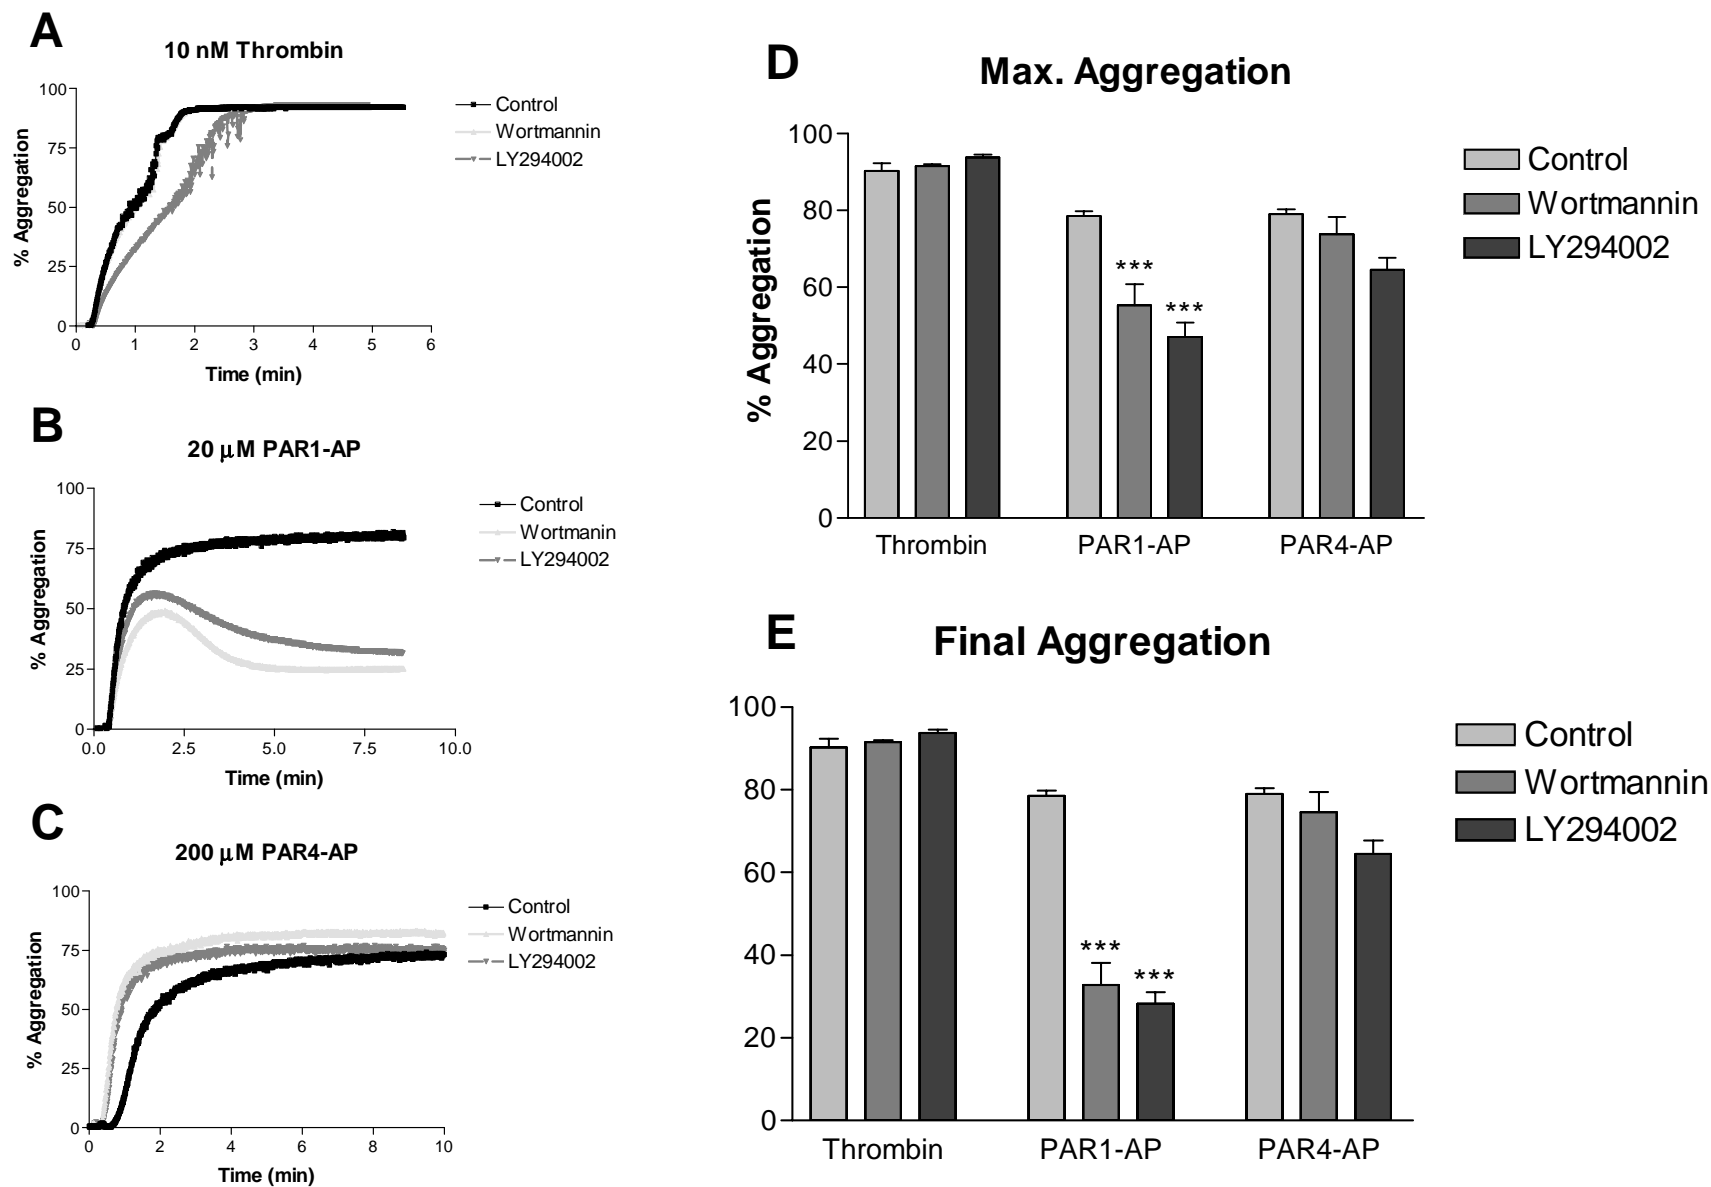 A
10 nM Thrombin
100
75
50
25
0
0 1 2 3 4 5 6
% Aggregation
Time (min)
Control
Wortmannin
LY294002
B
20 μM PAR1-AP
100
75
50
25
0
0.0 2.5 5.0 7.5 10.0
% Aggregation
Time (min)
Control
Wortmanin
LY294002
C
200 μM PAR4-AP
100
75
50
25
0
0 2 4 6 8 10
% Aggregation
Time (min)
Control
Wortmannin
LY294002
D
Max. Aggregation
100
80
60
40
20
0
% Aggregation
***
***
Thrombin PAR1-AP PAR4-AP
Control
Wortmannin
LY294002
E
Final Aggregation
100
80
60
40
20
0
***
***
Thrombin PAR1-AP PAR4-AP
Control
Wortmannin
LY294002